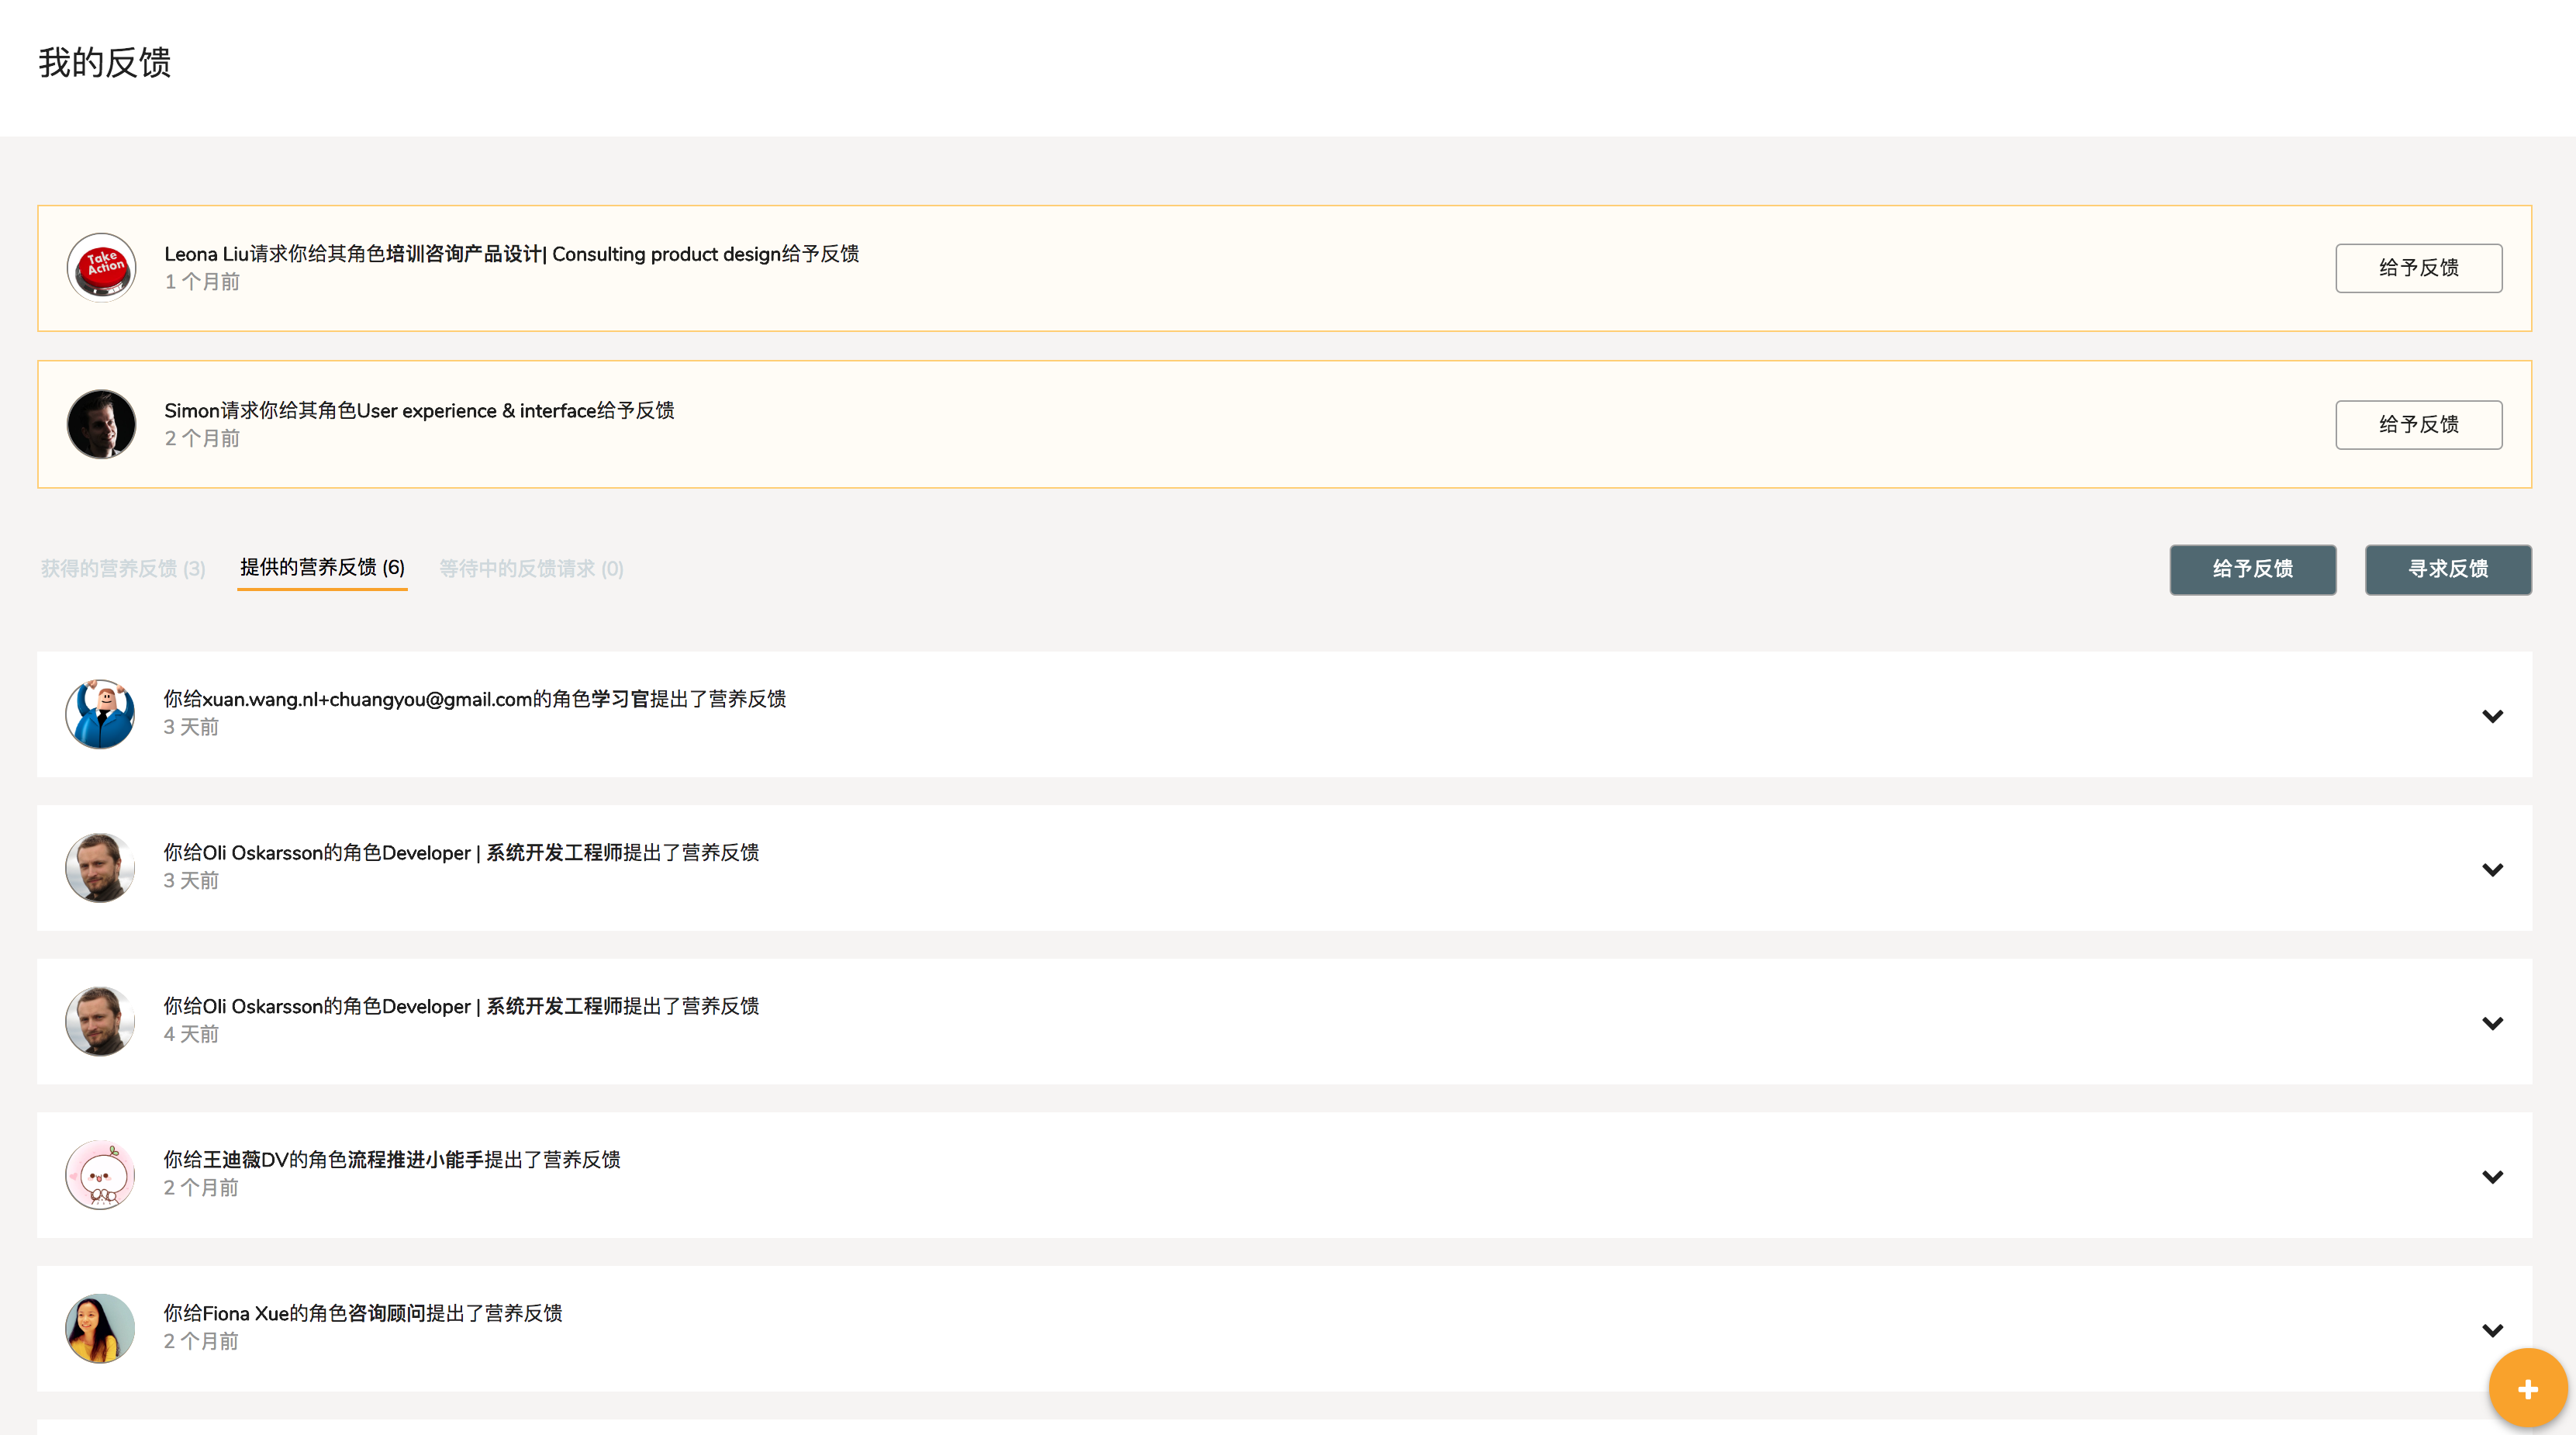 我的反馈
Take
Action
Leona Liu请求你给其角色培训咨询产品设计| Consulting product design给予反馈
1 个月前
给予反馈
Simon请求你给其角色User experience & interface给予反馈
2 个月前
给予反馈
获得的营养反馈 (3)
提供的营养反馈 (6)
等待中的反馈请求 (0)
给予反馈
寻求反馈
你给xuan.wang.nl+chuangyou@gmail.com的角色学习官提出了营养反馈
3 天前
你给Oli Oskarsson的角色Developer | 系统开发工程师提出了营养反馈
3 天前
你给Oli Oskarsson的角色Developer | 系统开发工程师提出了营养反馈
4 天前
你给王迪薇DV的角色流程推进小能手提出了营养反馈
2 个月前
你给Fiona Xue的角色咨询顾问提出了营养反馈
2 个月前